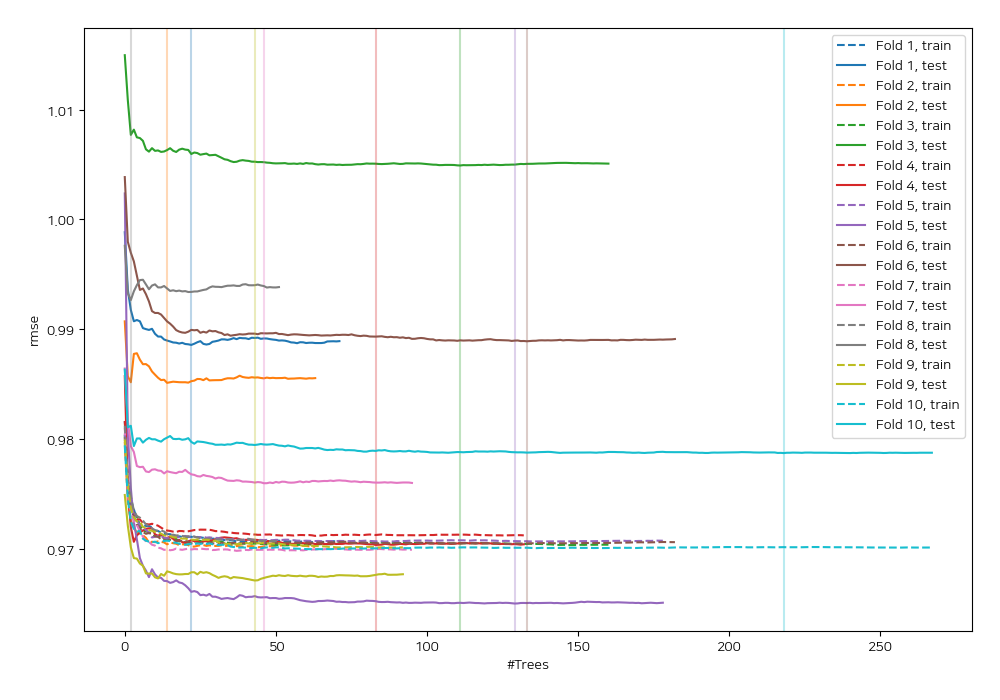 1,01
1,00
0,99
0,98
0,97
rmse
0
50
100
150
200
250
#Trees
Fold 1, train
Fold 1, test
Fold 2, train
Fold 2, test
Fold 3, train
Fold 3, test
Fold 4, train
Fold 4, test
Fold 5, train
Fold 5, test
Fold 6, train
Fold 6, test
Fold 7, train
Fold 7, test
Fold 8, train
Fold 8, test
Fold 9, train
Fold 9, test
Fold 10, train
Fold 10, test